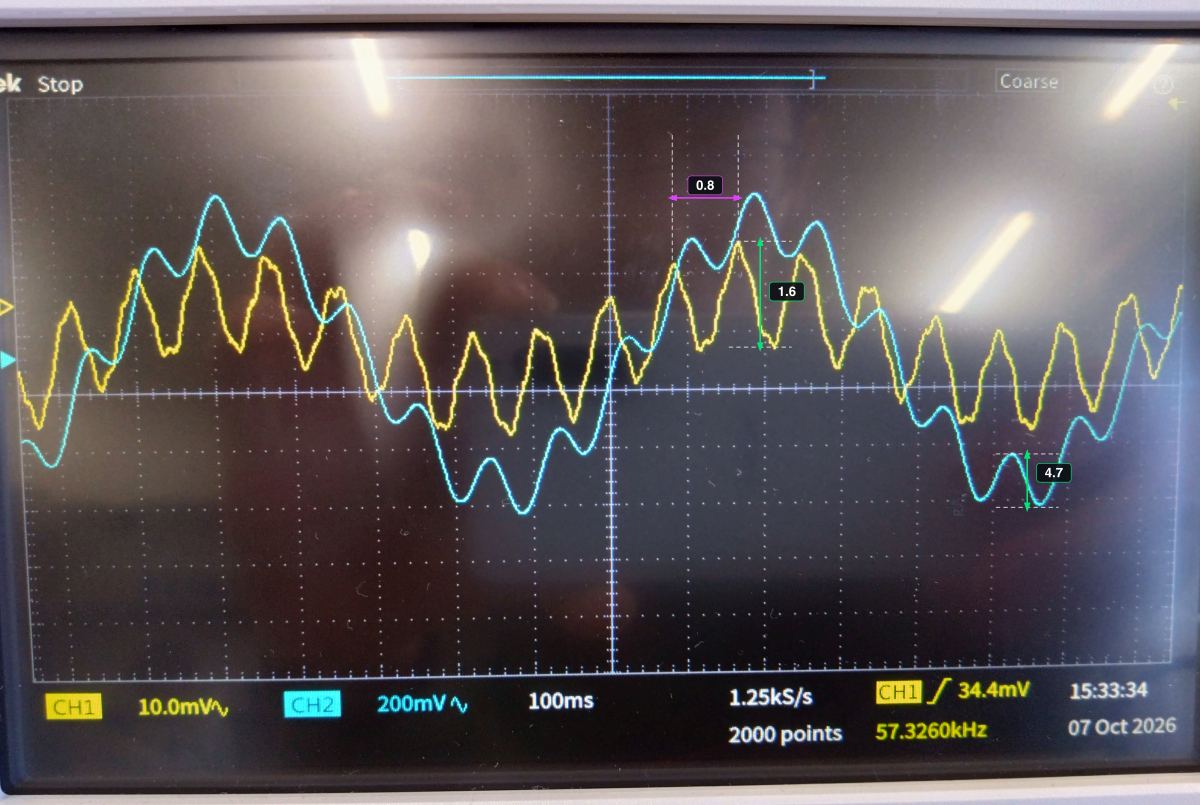 ek Stop Coarse
0.8
1.6
4.7
CH1 10.0mV CH2 200mV 100ms 1.25kS/s CH1 34.4mV 15:33:34
2000 points 57.3260kHz 07 Oct 2026